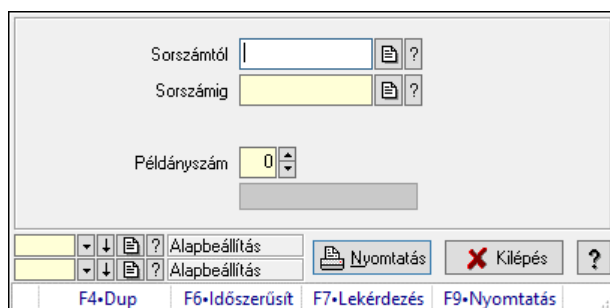 Sorszámtól ?
Sorszámig ?
Példányszám 0
? Alapbeállítás
? Alapbeállítás
Nyomtatás Kilépés ?
F4•Dup F6•Időszerűsít F7•Lekérdezés F9•Nyomtatás